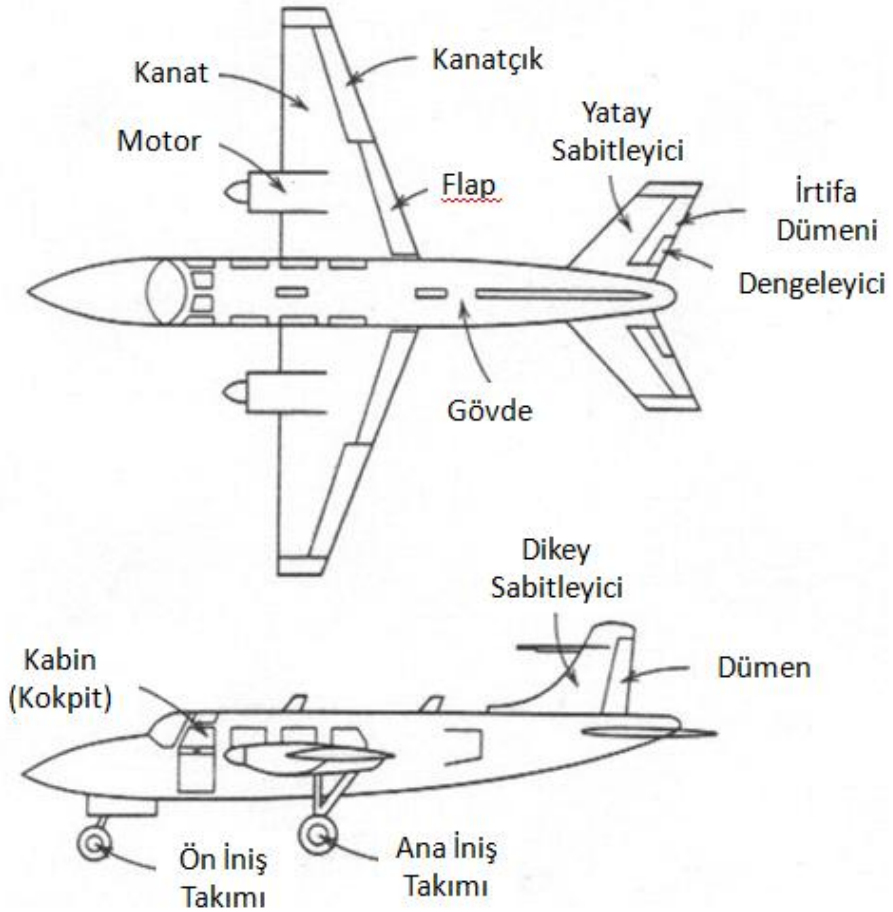 Kanat
Kanatçık
Motor
Flap
Yatay
Sabitleyici
İrtifa
Dümeni
Dengeleyici
Gövde
Dikey
Sabitleyici
Kabin
(Kokpit)
Dümen
Ön İniş
Takımı
Ana İniş
Takımı